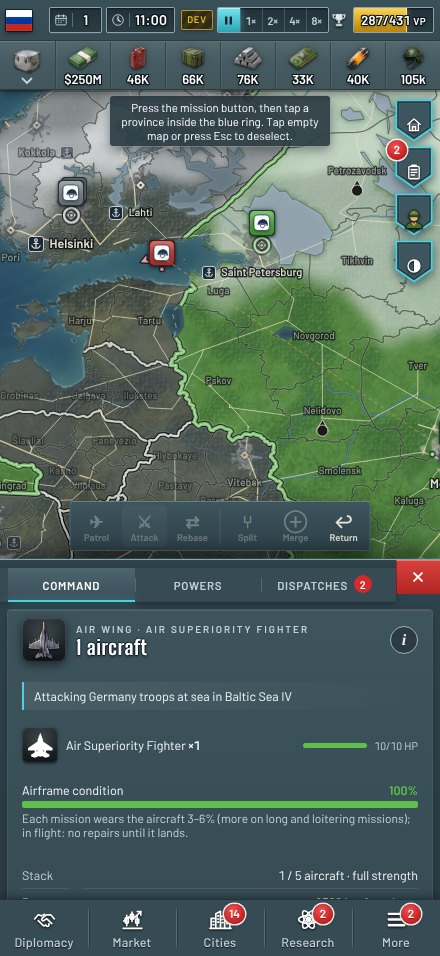 1
11:00
DEV
1×
2×
4×
8×
287/431 VP
$250M
46K
66K
76K
33K
40K
105k
Press the mission button, then tap a
province inside the blue ring. Tap empty
map or press Esc to deselect.
2
Kokkola
Petrozavodsk
Lahti
Helsinki
Pori
Saint Petersburg
Tikhvin
Luga
Harju
Tartu
Novgorod
Pskov
Tver
Jelgava
Ilukstes
Nelidovo
Siauliai
Panevezio
Smolensk
Vitebsk
Kaluga
Patrol
Attack
Rebase
Split
Merge
Return
COMMAND
POWERS
DISPATCHES 2
AIR WING · AIR SUPERIORITY FIGHTER
1 aircraft
i
Attacking Germany troops at sea in Baltic Sea IV
Air Superiority Fighter ×1
10/10 HP
Airframe condition
100%
Each mission wears the aircraft 3–6% (more on long and loitering missions);
in flight: no repairs until it lands.
Stack
1 / 5 aircraft · full strength
14
2
2
Diplomacy
Market
Cities
Research
More